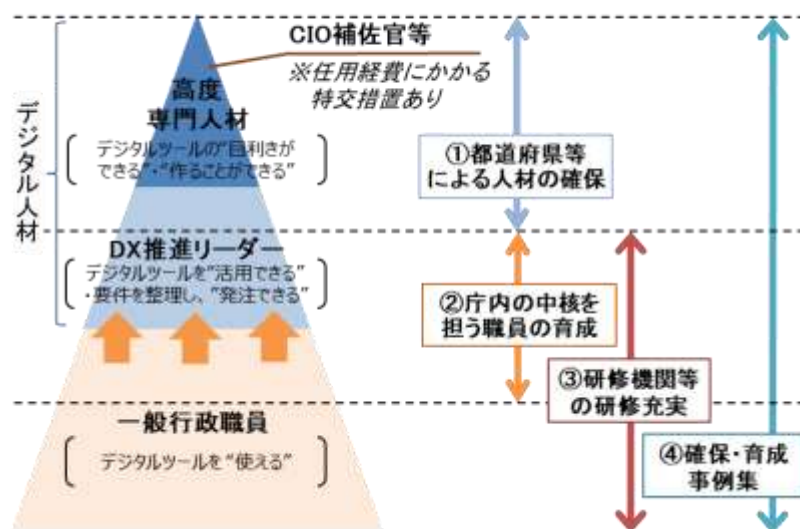 CIO補佐官等
※任用経費にかかる
特交措置あり
デジタル人材
高度
専門人材
デジタルツールの“目利きが
できる”・“作ることができる”
DX推進リーダー
デジタルツールを“活用できる”
・要件を整理し、“発注できる”
一般行政職員
デジタルツールを“使える”
①都道府県等
による人材の確保
②庁内の中核を
担う職員の育成
③研修機関等
の研修充実
④確保・育成
事例集